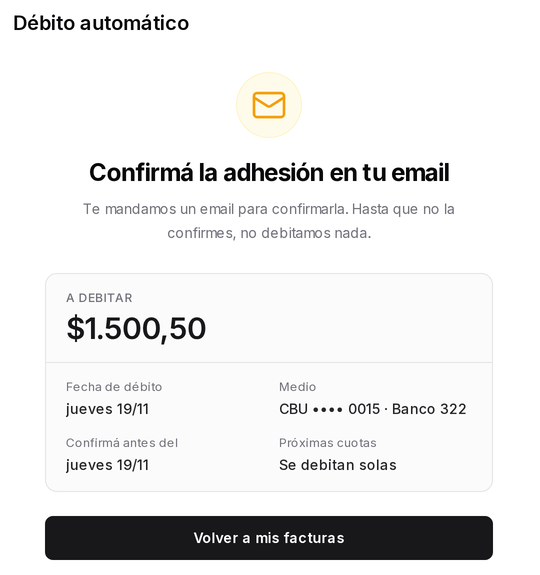 Débito automático
Confirmá la adhesión en tu email
Te mandamos un email para confirmarla. Hasta que no la
confirmes, no debitamos nada.
A DEBITAR
$1.500,50
Fecha de débito
jueves 19/11
Medio
CBU •••• 0015 · Banco 322
Confirmá antes del
jueves 19/11
Próximas cuotas
Se debitan solas
Volver a mis facturas